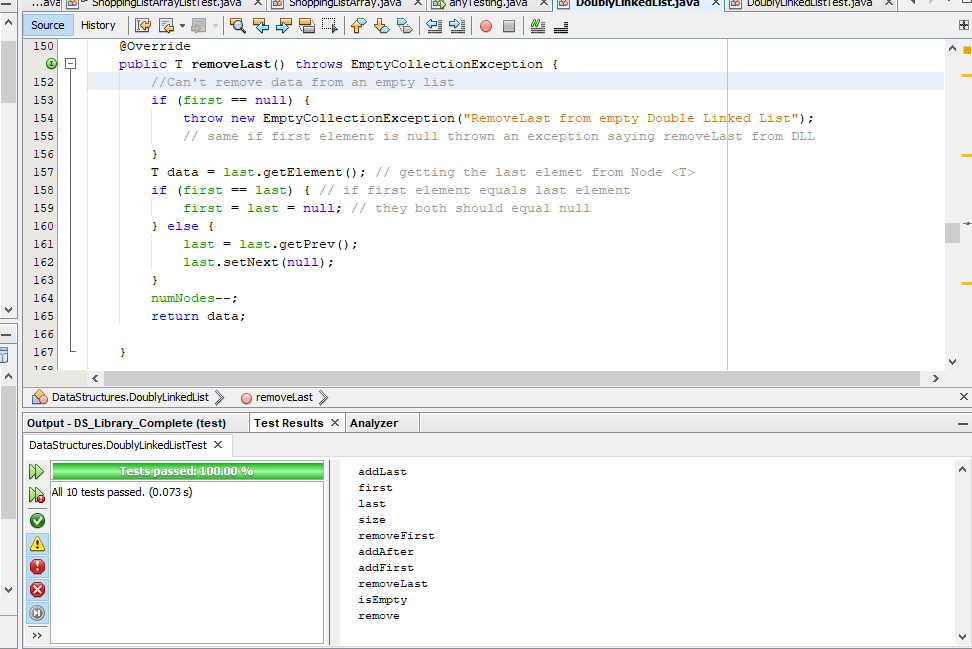 ...ava
ShoppingListArrayListTest.java
ShoppingListArray.java
anyTesting.java
DoublyLinkedList.java
DoublyLinkedListTest.java
Source History
150 @Override
public T removeLast() throws EmptyCollectionException {
152 //Can't remove data from an empty list
153 if (first == null) {
154 throw new EmptyCollectionException("RemoveLast from empty Double Linked List");
155 // same if first element is null thrown an exception saying removeLast from DLL
156 }
157 T data = last.getElement(); // getting the last elemet from Node <T>
158 if (first == last) { // if first element equals last element
159 first = last = null; // they both should equal null
160 } else {
161 last = last.getPrev();
162 last.setNext(null);
163 }
164 numNodes--;
165 return data;
166
167 }
168
DataStructures.DoublyLinkedList removeLast
Output - DS_Library_Complete (test) Test Results Analyzer
DataStructures.DoublyLinkedListTest
Tests passed: 100.00 %
All 10 tests passed. (0.073 s)
addLast
first
last
size
removeFirst
addAfter
addFirst
removeLast
isEmpty
remove